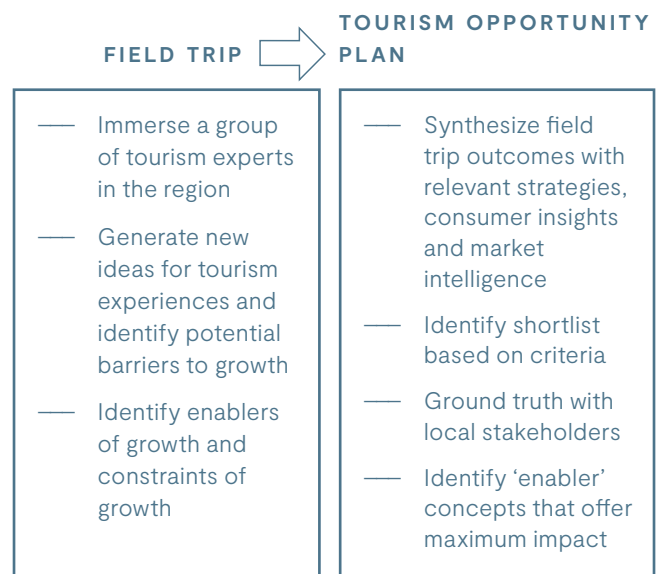 FIELD TRIP
Immerse a group
of tourism experts
in the region
Generate new
ideas for tourism
experiences and
identify potential
barriers to growth
Identify enablers
of growth and
constraints of
growth
TOURISM OPPORTUNITY
PLAN
Synthesize field
trip outcomes with
relevant strategies,
consumer insights
and market
intelligence
Identify shortlist
based on criteria
Ground truth with
local stakeholders
Identify ‘enabler’
concepts that offer
maximum impact